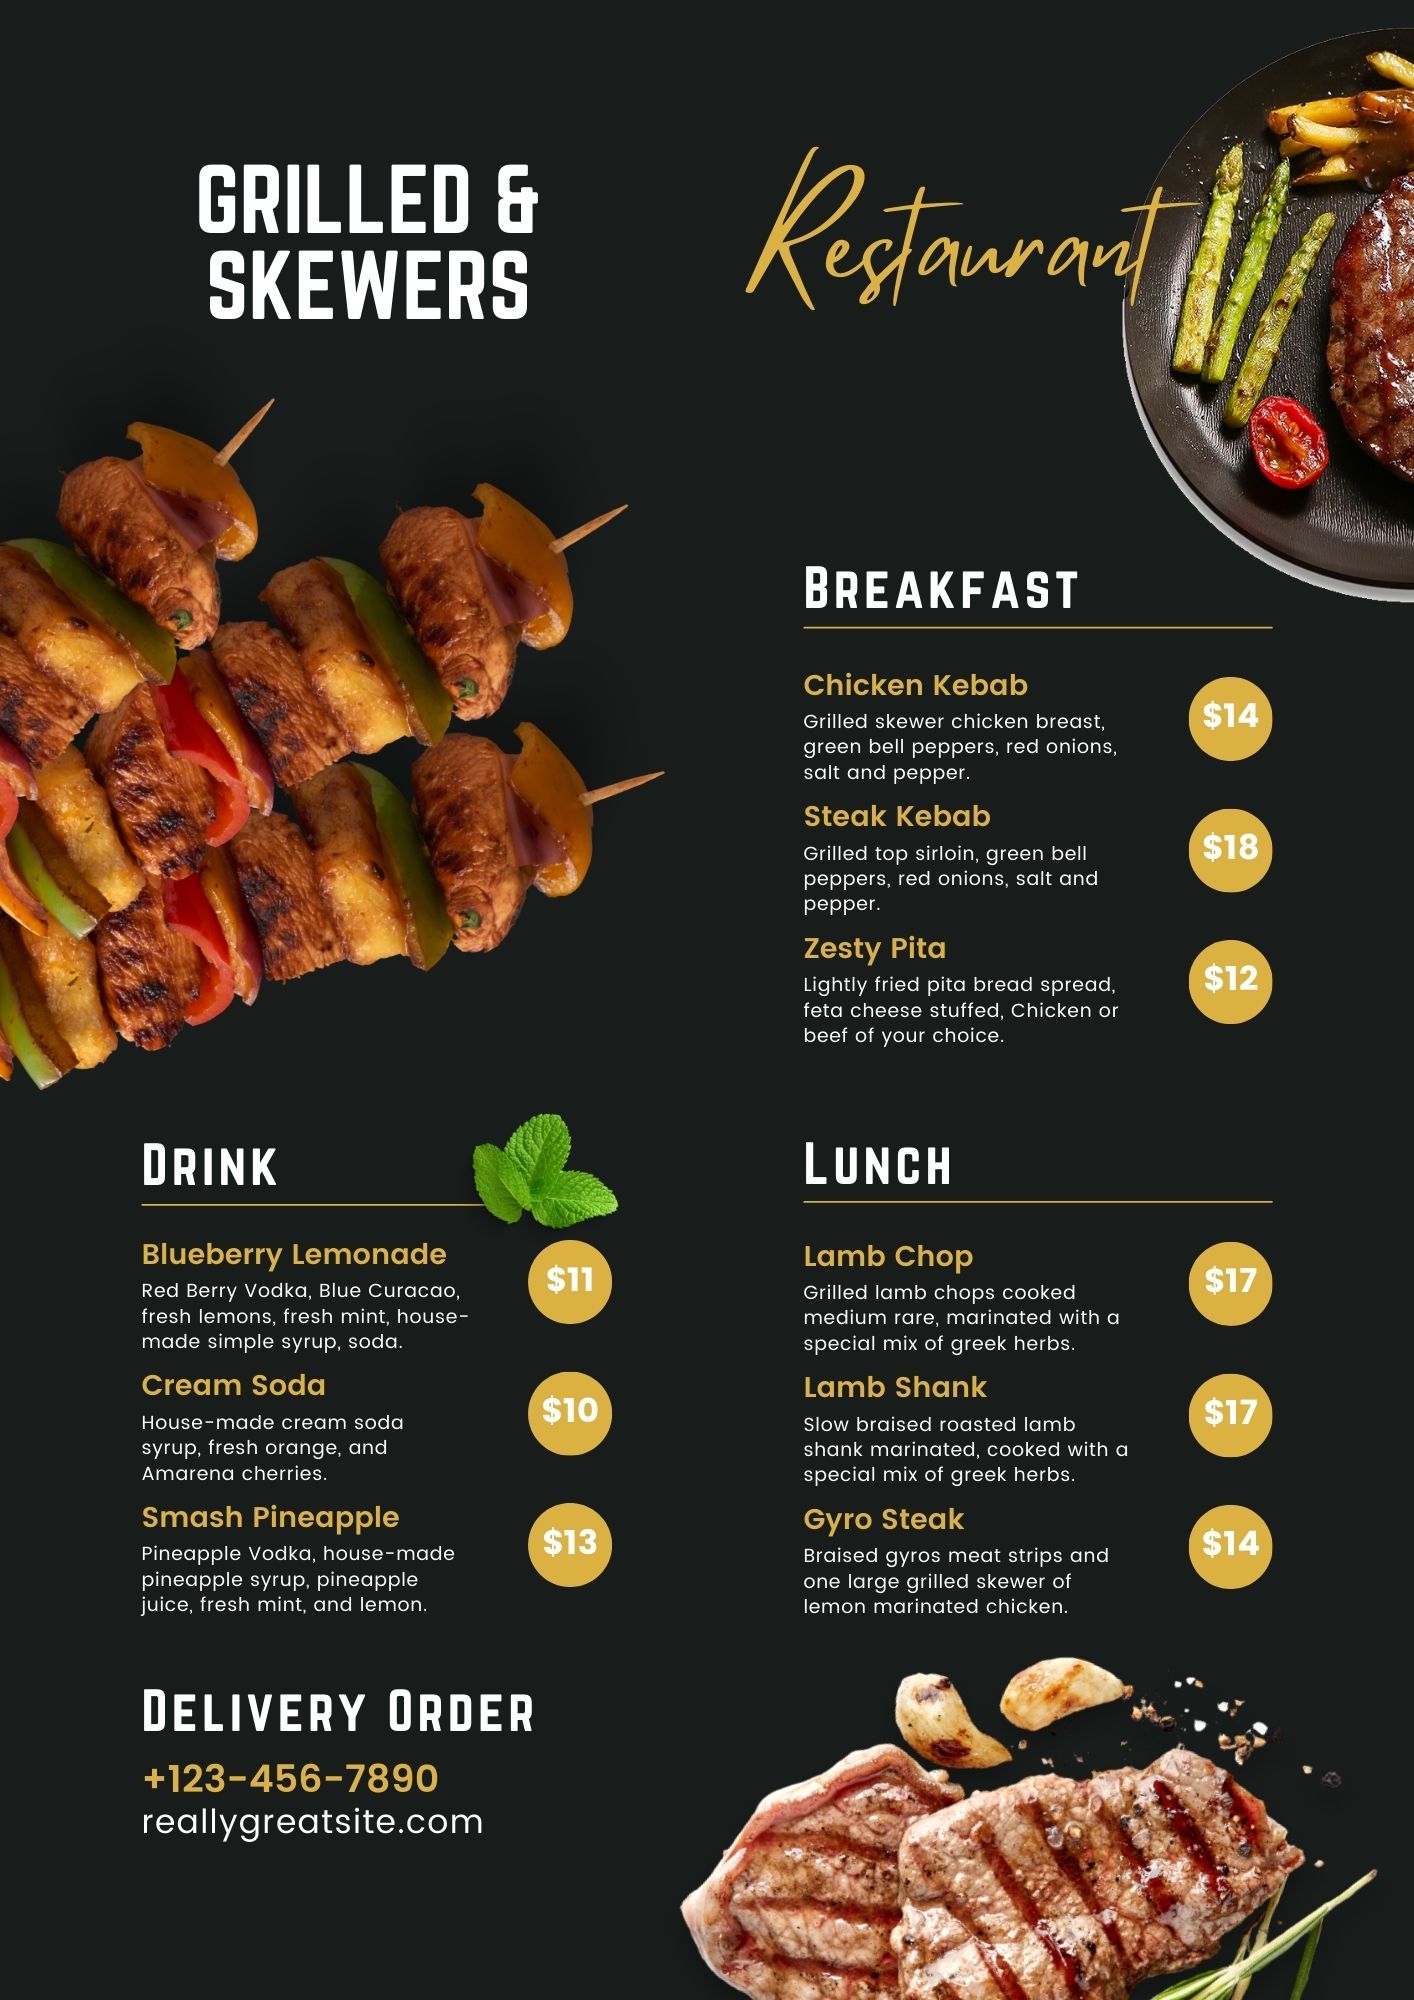 GRILLED &
SKEWERS
Restaurant
BREAKFAST
Chicken Kebab
Grilled skewer chicken breast,
green bell peppers, red onions,
salt and pepper.
$14
Steak Kebab
Grilled top sirloin, green bell
peppers, red onions, salt and
pepper.
$18
Zesty Pita
Lightly fried pita bread spread,
feta cheese stuffed, Chicken or
beef of your choice.
$12
DRINK
Blueberry Lemonade
Red Berry Vodka, Blue Curacao,
fresh lemons, fresh mint, house-
made simple syrup, soda.
$11
Cream Soda
House-made cream soda
syrup, fresh orange, and
Amarena cherries.
$10
Smash Pineapple
Pineapple Vodka, house-made
pineapple syrup, pineapple
juice, fresh mint, and lemon.
$13
LUNCH
Lamb Chop
Grilled lamb chops cooked
medium rare, marinated with a
special mix of greek herbs.
$17
Lamb Shank
Slow braised roasted lamb
shank marinated, cooked with a
special mix of greek herbs.
$17
Gyro Steak
Braised gyros meat strips and
one large grilled skewer of
lemon marinated chicken.
$14
DELIVERY ORDER
+123-456-7890
reallygreatsite.com